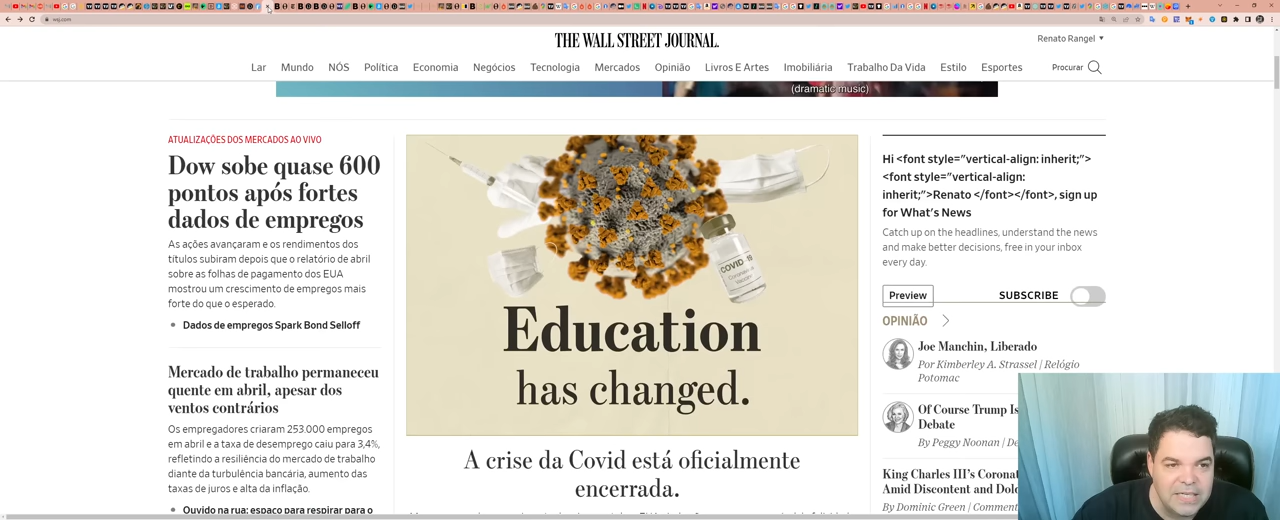 wsj.com
THE WALL STREET JOURNAL.
Renato Rangel
Lar Mundo NÓS Política Economia Negócios Tecnologia Mercados Opinião Livros E Artes Imobiliária Trabalho Da Vida Estilo Esportes Procurar
(dramatic music)
ATUALIZAÇÕES DOS MERCADOS AO VIVO
Dow sobe quase 600
pontos após fortes
dados de empregos
As ações avançaram e os rendimentos dos
títulos subiram depois que o relatório de abril
sobre as folhas de pagamento dos EUA
mostrou um crescimento de empregos mais
forte do que o esperado.
Dados de empregos Spark Bond Selloff
Mercado de trabalho permaneceu
quente em abril, apesar dos
ventos contrários
Os empregadores criaram 253.000 empregos
em abril e a taxa de desemprego caiu para 3,4%,
refletindo a resiliência do mercado de trabalho
diante da turbulência bancária, aumento das
taxas de juros e alta da inflação.
Ouvido na rua: espaço para respirar para o
COVID-19
Education
has changed.
A crise da Covid está oficialmente
encerrada.
Hi <font style="vertical-align: inherit;">
<font style="vertical-align:
inherit;">Renato </font></font>, sign up
for What's News
Catch up on the headlines, understand the news
and make better decisions, free in your inbox
every day.
Preview SUBSCRIBE
OPINIÃO
Joe Manchin, Liberado
Por Kimberley A. Strassel | Relógio
Potomac
Of Course Trump
Debate
By Peggy Noonan |
King Charles III's
Amid Discontent and
By Dominic Green |